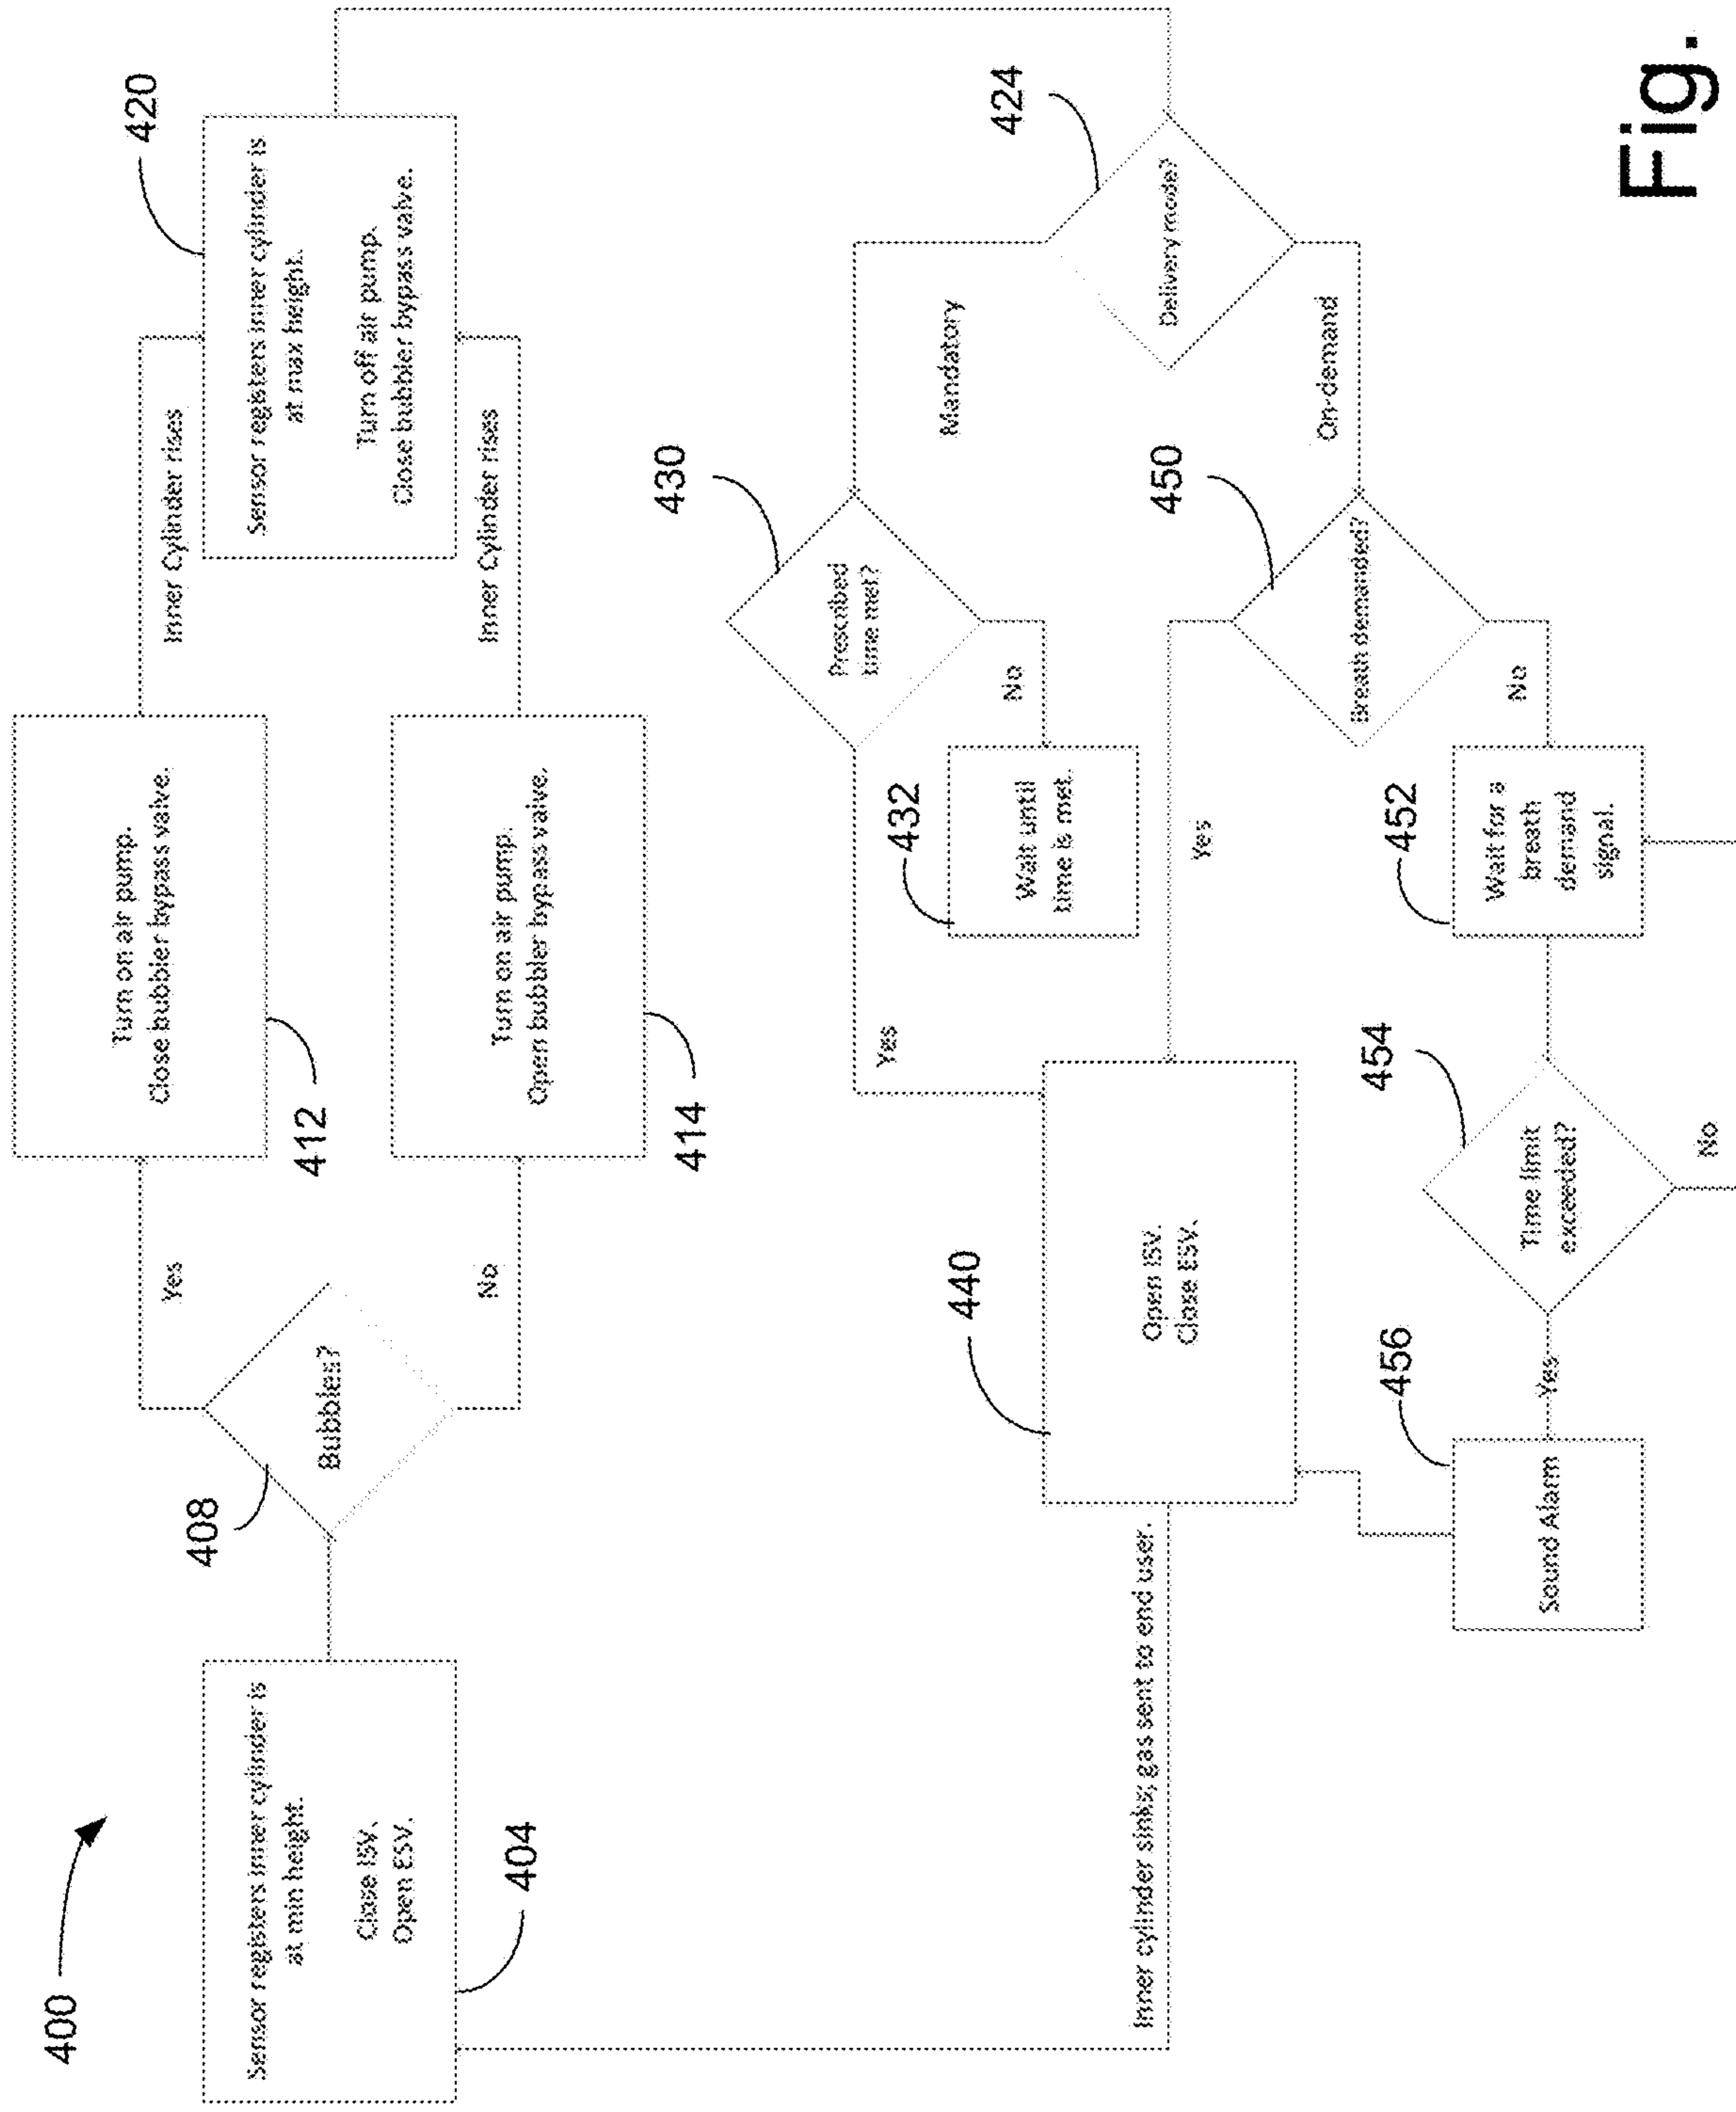 400
Sensor registers inner cylinder is
at min height.
Close ISV.
Open ESV.
404
408
Bubbles?
Yes
No
Turn on air pump.
Close bubbler bypass valve.
412
Turn on air pump.
Open bubbler bypass valve.
414
Inner Cylinder rises
Inner Cylinder rises
420
Sensor registers inner cylinder is
at max height.
Turn off air pump.
Close bubbler bypass valve.
424
Delivery mode?
Mandatory
On-demand
430
Prescribed
time met?
Yes
No
432
Wait until
time is met.
440
Open ISV.
Close ESV.
Inner cylinder sinks; gas sent to end user.
450
Breath demanded?
Yes
No
452
Wait for a
breath
demand
signal.
454
Time limit
exceeded?
No
Yes
456
Sound Alarm
Fig.